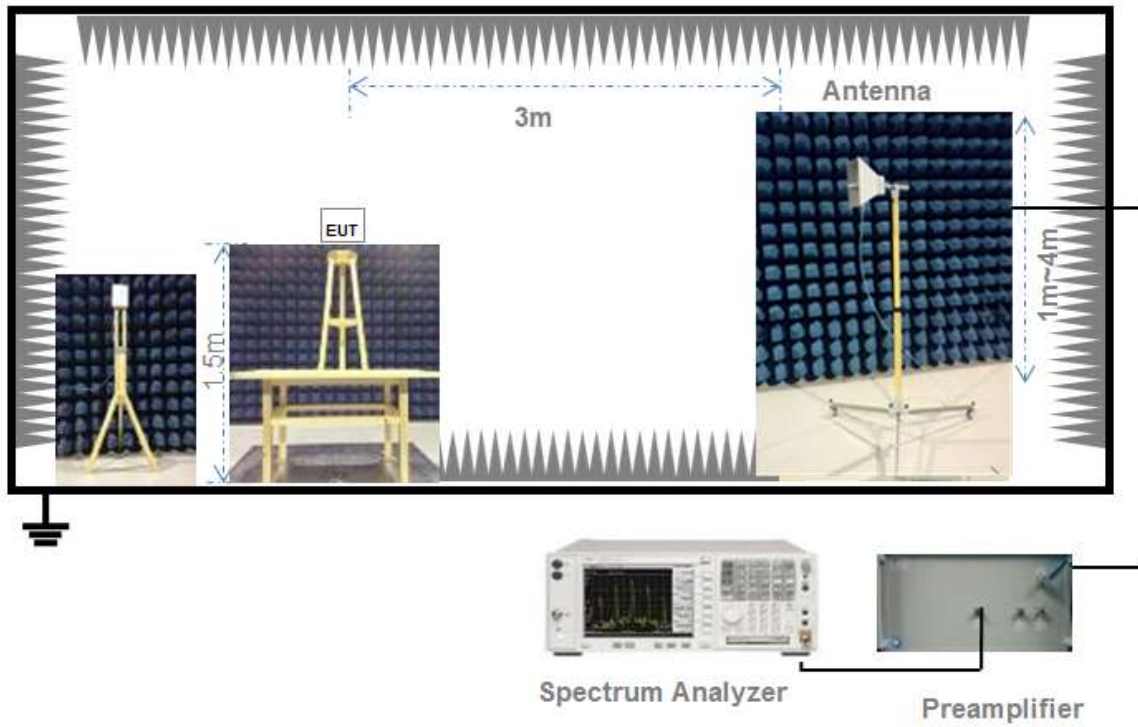 Antenna
3m
EUT
1m~4m
1.5m
Spectrum Analyzer
Preamplifier